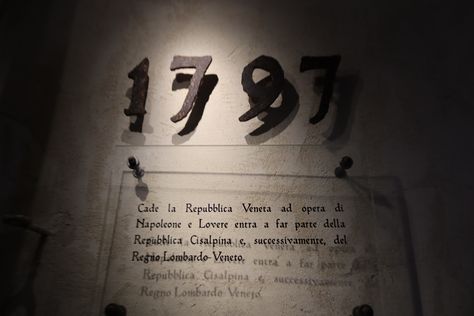 1797
Cade la Repubblica Veneta ad opera di
Napoleone e Lovere entra a far parte della
Repubblica Cisalpina e, successivamente, del
Regno Lombardo Veneto.